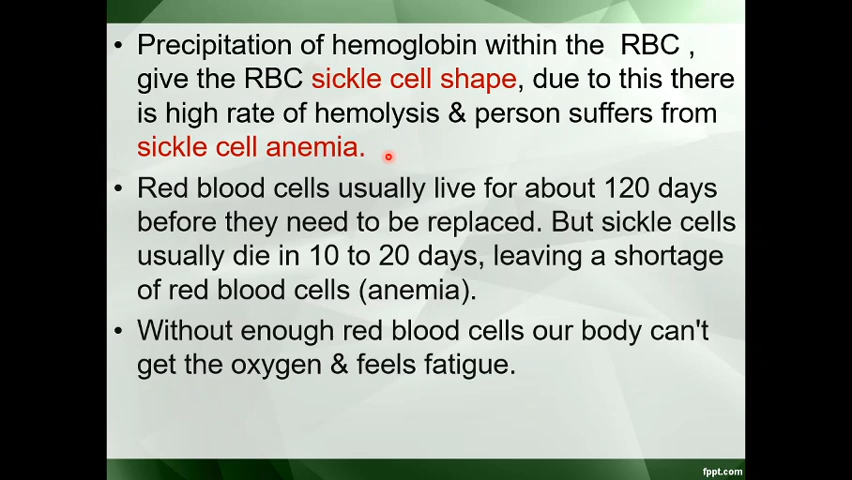 • Precipitation of hemoglobin within the RBC ,
give the RBC sickle cell shape, due to this there
is high rate of hemolysis & person suffers from
sickle cell anemia.
• Red blood cells usually live for about 120 days
before they need to be replaced. But sickle cells
usually die in 10 to 20 days, leaving a shortage
of red blood cells (anemia).
• Without enough red blood cells our body can't
get the oxygen & feels fatigue.
fppt.com